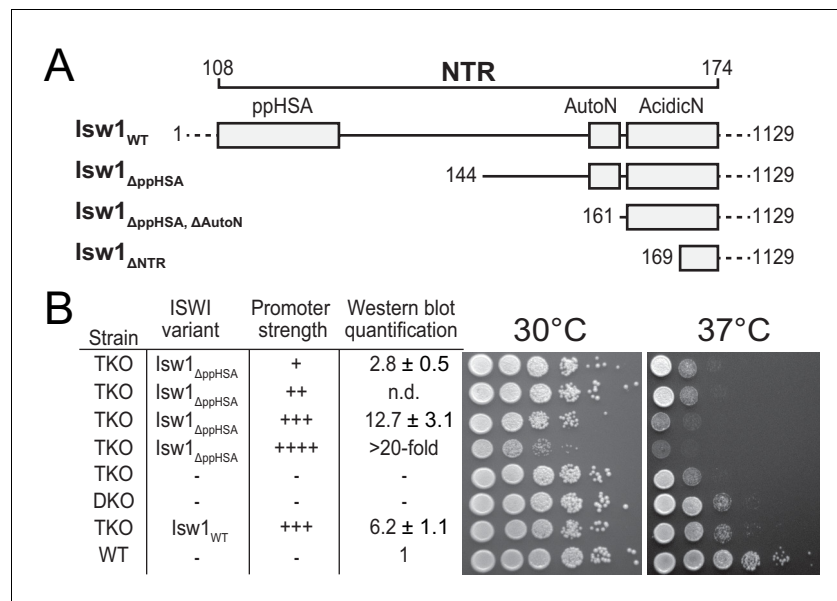 A
108 NTR 174
ppHSA AutoN AcidicN
Isw1WT 1 1129
Isw1ΔppHSA 144 1129
Isw1ΔppHSA, ΔAutoN 161 1129
Isw1ΔNTR 169 1129
B
Strain ISWI variant Promoter strength Western blot quantification 30°C 37°C
TKO Isw1ΔppHSA + 2.8 ± 0.5
TKO Isw1ΔppHSA ++ n.d.
TKO Isw1ΔppHSA +++ 12.7 ± 3.1
TKO Isw1ΔppHSA ++++ >20-fold
TKO - - -
DKO - - -
TKO Isw1WT +++ 6.2 ± 1.1
WT - - 1